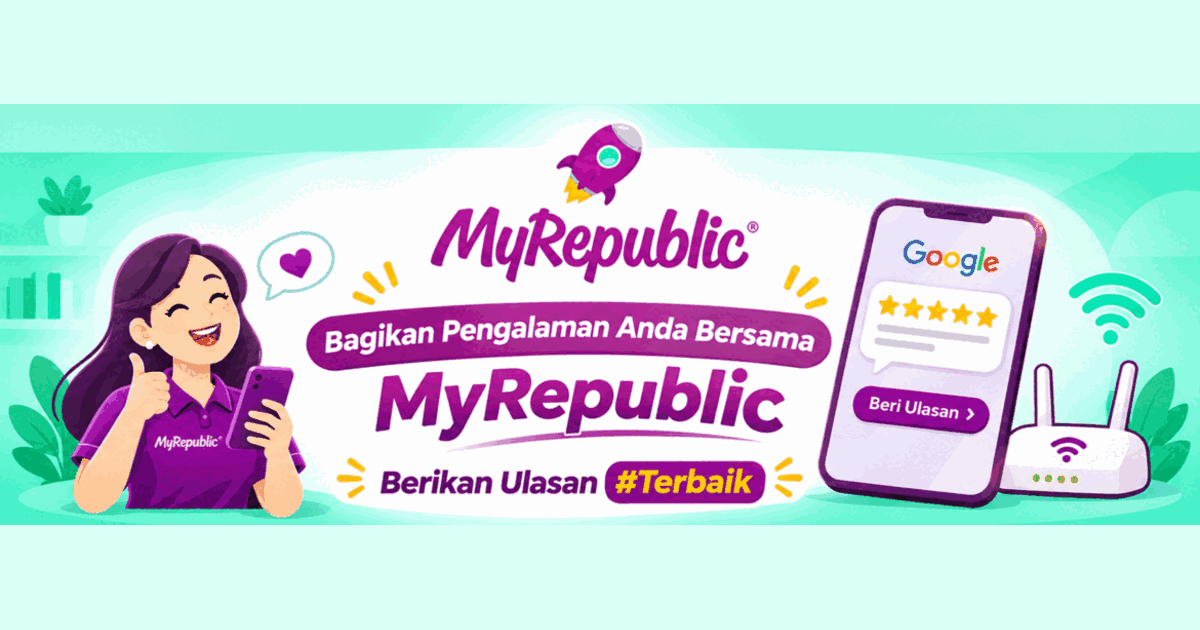 MyRepublic®
Bagikan Pengalaman Anda Bersama
MyRepublic
Berikan Ulasan #Terbaik
MyRepublic®
Google
Beri Ulasan >